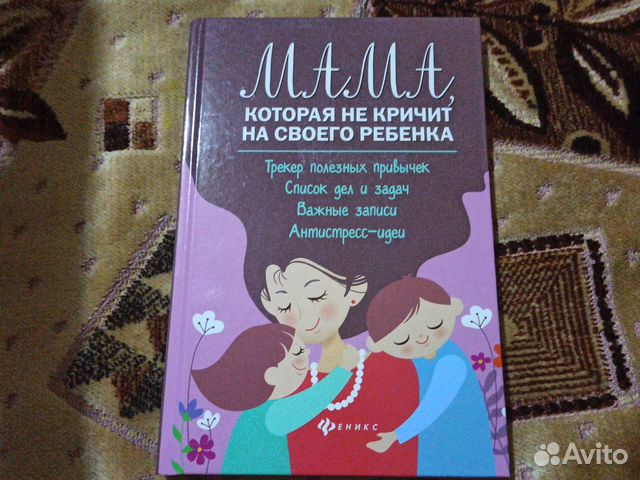 МАМА,
КОТОРАЯ НЕ КРИЧИТ
НА СВОЕГО РЕБЕНКА
Трекер полезных привычек
Список дел и задач
Важные записи
Антистресс-идеи
ФЕНИКС
Avito